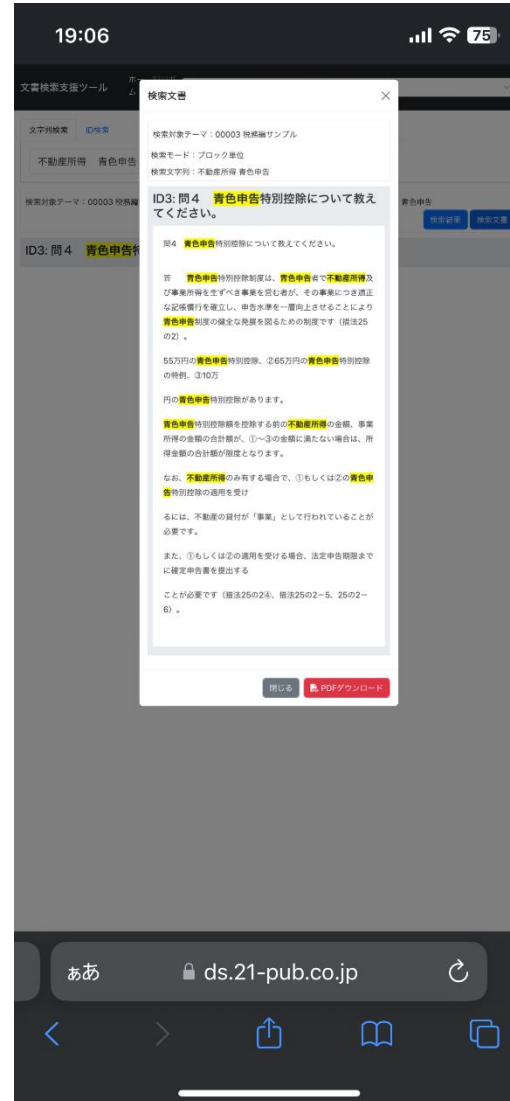 19:06
75
文書検索支援ツール
検索文書
×
文字列検索 ID検索
検索対象テーマ：00003 税務編サンプル
不動産所得 青色申告
検索モード：ブロック単位
検索文字列：不動産所得 青色申告
検索対象テーマ：00003 税務編
青色申告
検索結果 検索文書
ID3: 問４ 青色申告特別控除について教え
てください。
ID3: 問４ 青色申告特
問4 青色申告特別控除について教えてください。
答 青色申告特別控除制度は、青色申告者で不動産所得及
び事業所得を生ずべき事業を営む者が、その事業につき適正
な記帳慣行を確立し、申告水準を一層向上させることにより
青色申告制度の健全な発展を図るための制度です（措法25
の2）。
55万円の青色申告特別控除、②65万円の青色申告特別控除
の特例、③10万
円の青色申告特別控除があります。
青色申告特別控除額を控除する前の不動産所得の金額、事業
所得の金額の合計額が、①～③の金額に満たない場合は、所
得金額の合計額が限度となります。
なお、不動産所得のみ有する場合で、①もしくは②の青色申
告特別控除の適用を受け
るには、不動産の貸付が「事業」として行われていることが
必要です。
また、①もしくは②の適用を受ける場合、法定申告期限まで
に確定申告書を提出する
ことが必要です（措法25の2④、措法25の2－5、25の2－
6）。
閉じる PDFダウンロード
ぁあ ds.21-pub.co.jp